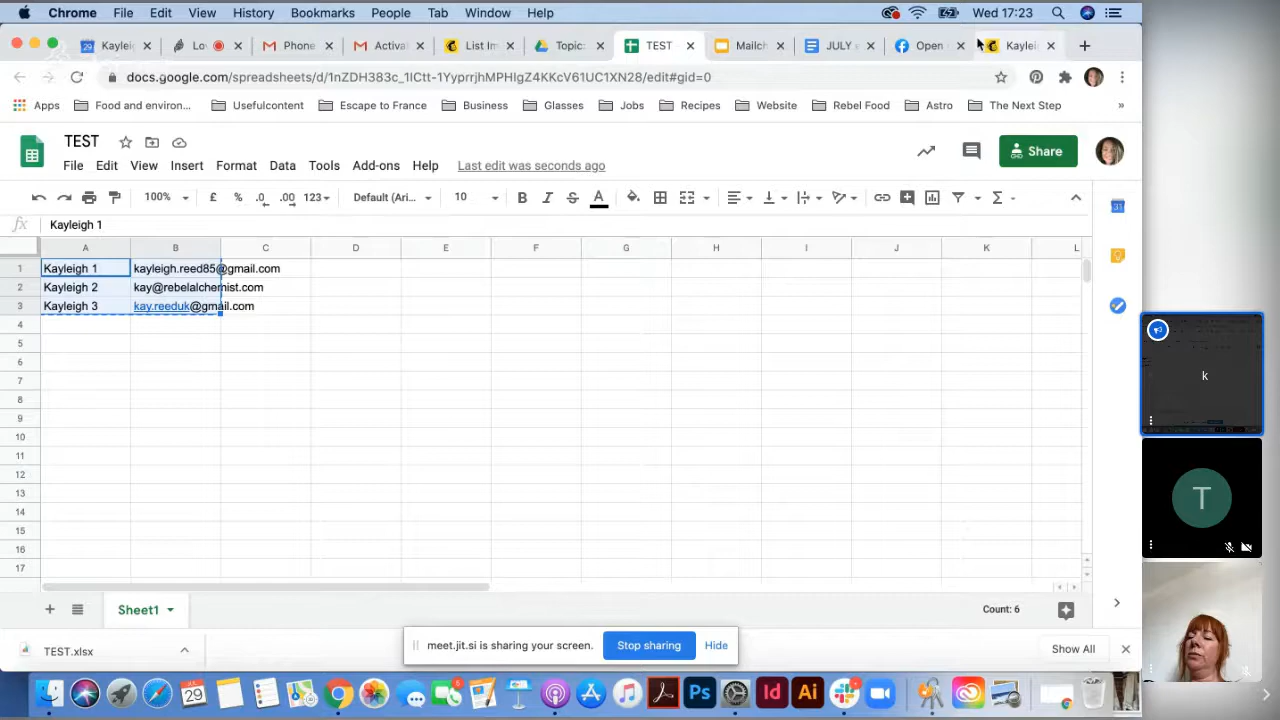 Chrome File Edit View History Bookmarks People Tab Window Help Wed 17:23
Kayleig Lo Phone Activa List Im Topic: TEST Mailch JULY Open Kaylei
docs.google.com/spreadsheets/d/1nZDH383c_1ICtt-1YyprrjhMPHIgZ4KKcV61UC1XN28/edit#gid=0
Apps Food and environ... Usefulcontent Escape to France Business Glasses Jobs Recipes Website Rebel Food Astro The Next Step »
TEST
File Edit View Insert Format Data Tools Add-ons Help Last edit was seconds ago
Share
100% £ % .0 .00 123 Default (Ari... 10 B I S A Σ
fx Kayleigh 1
A B C D E F G H I J K L
1 Kayleigh 1 kayleigh.reed85@gmail.com
2 Kayleigh 2 kay@rebelalchemist.com
3 Kayleigh 3 kay.reeduk@gmail.com
4
5
6
7
8
9
10
11
12
13
14
15
16
17
k
T
+ Sheet1 Count: 6
TEST.xlsx
meet.jit.si is sharing your screen. Stop sharing Hide
Show All
29 Ps Id Ai